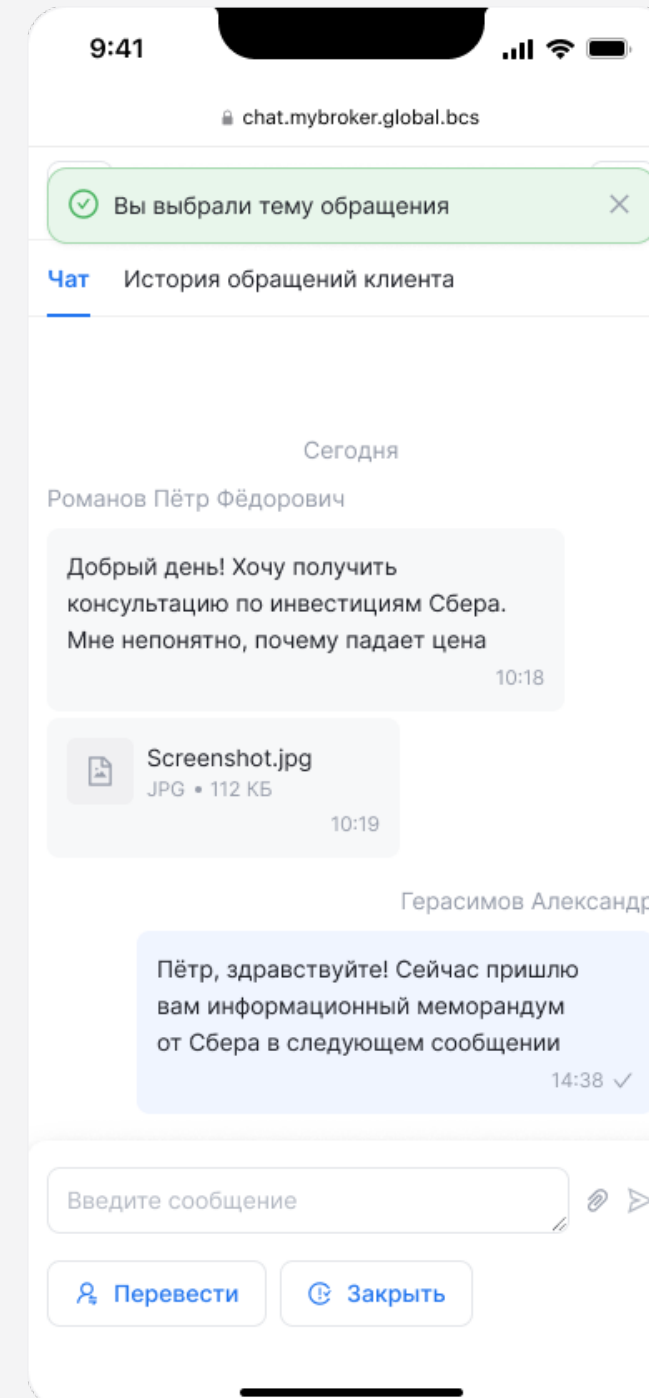 9:41
chat.mybroker.global.bcs
Вы выбрали тему обращения
Чат История обращений клиента
Сегодня
Романов Пётр Фёдорович
Добрый день! Хочу получить
консультацию по инвестициям Сбера.
Мне непонятно, почему падает цена
10:18
Screenshot.jpg
JPG • 112 КБ
10:19
Герасимов Александр
Пётр, здравствуйте! Сейчас пришлю
вам информационный меморандум
от Сбера в следующем сообщении
14:38
Введите сообщение
Перевести Закрыть